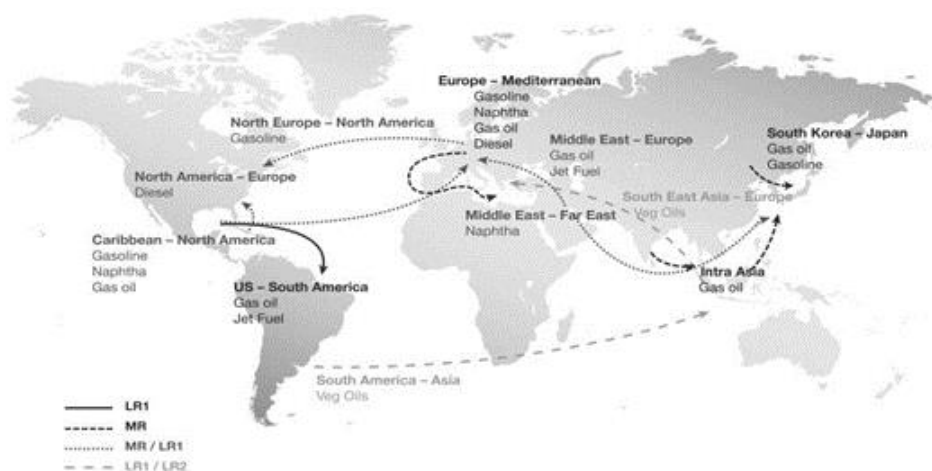 Europe – Mediterranean
Gasoline
Naphtha
Gas oil
Diesel
North Europe – North America
Gasoline
Middle East – Europe
Gas oil
Jet Fuel
South Korea – Japan
Gas oil
Gasoline
North America – Europe
Diesel
South East Asia – Europe
Veg Oils
Middle East – Far East
Naphtha
Caribbean – North America
Gasoline
Naphtha
Gas oil
Intra Asia
Gas oil
US – South America
Gas oil
Jet Fuel
South America – Asia
Veg Oils
LR1
MR
MR / LR1
LR1 / LR2